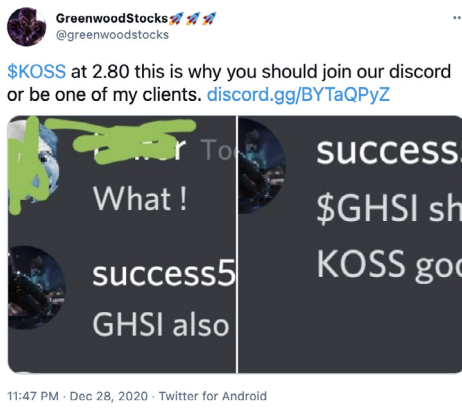 GreenwoodStocks🚀🚀🚀
@greenwoodstocks
$KOSS at 2.80 this is why you should join our discord
or be one of my clients. discord.gg/BYTaQPyZ
What !
success5
GHSI also
success.
$GHSI sh
KOSS goo
11:47 PM · Dec 28, 2020 · Twitter for Android